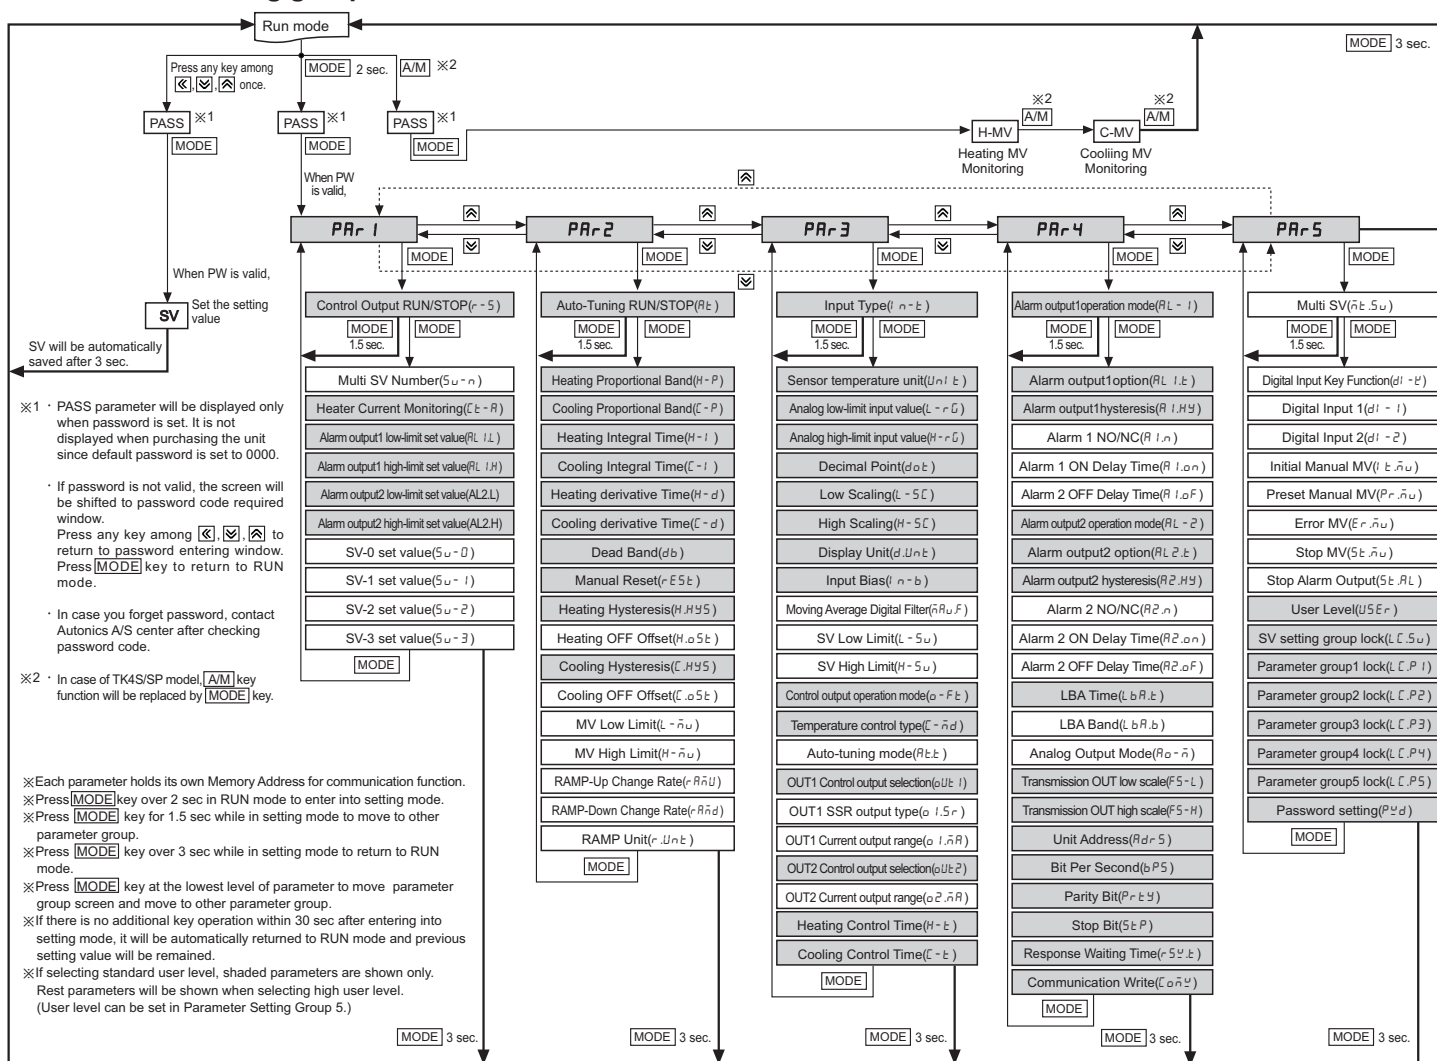 Run mode
MODE 3 sec.
Press any key among
, , once.
MODE 2 sec.
A/M ※2
PASS ※1
MODE
PASS ※1
MODE
PASS ※1
MODE
※2
A/M
※2
A/M
H-MV
Heating MV
Monitoring
C-MV
Cooliing MV
Monitoring
When PW
is valid,
PAr1
PAr2
PAr3
PAr4
PAr5
MODE
MODE
MODE
MODE
MODE
When PW is valid,
SV
Set the setting
value
SV will be automatically
saved after 3 sec.
Control Output RUN/STOP(r-S)
MODE
1.5 sec.
MODE
Multi SV Number(Sv-n)
Heater Current Monitoring(Ct-A)
Alarm output1 low-limit set value(AL1.L)
Alarm output1 high-limit set value(AL1.H)
Alarm output2 low-limit set value(AL2.L)
Alarm output2 high-limit set value(AL2.H)
SV-0 set value(Sv-0)
SV-1 set value(Sv-1)
SV-2 set value(Sv-2)
SV-3 set value(Sv-3)
MODE
Auto-Tuning RUN/STOP(At)
MODE
1.5 sec.
MODE
Heating Proportional Band(H-P)
Cooling Proportional Band(C-P)
Heating Integral Time(H-I)
Cooling Integral Time(C-I)
Heating derivative Time(H-d)
Cooling derivative Time(C-d)
Dead Band(db)
Manual Reset(rESt)
Heating Hysteresis(H.HYS)
Heating OFF Offset(H.oSt)
Cooling Hysteresis(C.HYS)
Cooling OFF Offset(C.oSt)
MV Low Limit(L-mv)
MV High Limit(H-mv)
RAMP-Up Change Rate(rAmU)
RAMP-Down Change Rate(rAmd)
RAMP Unit(r.Unt)
MODE
Input Type(In-t)
MODE
1.5 sec.
MODE
Sensor temperature unit(UnIt)
Analog low-limit input value(L-rG)
Analog high-limit input value(H-rG)
Decimal Point(dot)
Low Scaling(L-SC)
High Scaling(H-SC)
Display Unit(d.Unt)
Input Bias(In-b)
Moving Average Digital Filter(mAv.F)
SV Low Limit(L-Sv)
SV High Limit(H-Sv)
Control output operation mode(o-Ft)
Temperature control type(C-md)
Auto-tuning mode(At.t)
OUT1 Control output selection(oUt1)
OUT1 SSR output type(o1.Sr)
OUT1 Current output range(o1.mA)
OUT2 Control output selection(oUt2)
OUT2 Current output range(o2.mA)
Heating Control Time(H-t)
Cooling Control Time(C-t)
MODE
Alarm output1operation mode(AL-1)
MODE
1.5 sec.
MODE
Alarm output1option(AL1.t)
Alarm output1hysteresis(A1.HY)
Alarm 1 NO/NC(A1.n)
Alarm 1 ON Delay Time(A1.on)
Alarm 2 OFF Delay Time(A1.oF)
Alarm output2 operation mode(AL-2)
Alarm output2 option(AL2.t)
Alarm output2 hysteresis(A2.HY)
Alarm 2 NO/NC(A2.n)
Alarm 2 ON Delay Time(A2.on)
Alarm 2 OFF Delay Time(A2.oF)
LBA Time(LbA.t)
LBA Band(LbA.b)
Analog Output Mode(Ao-m)
Transmission OUT low scale(FS-L)
Transmission OUT high scale(FS-H)
Unit Address(AdrS)
Bit Per Second(bPS)
Parity Bit(PrtY)
Stop Bit(StP)
Response Waiting Time(rSW.t)
Communication Write(ComW)
MODE
Multi SV(mt.Sv)
MODE
1.5 sec.
MODE
Digital Input Key Function(dI-K)
Digital Input 1(dI-1)
Digital Input 2(dI-2)
Initial Manual MV(It.mv)
Preset Manual MV(Pr.mv)
Error MV(Er.mv)
Stop MV(St.mv)
Stop Alarm Output(St.AL)
User Level(USEr)
SV setting group lock(LC.Sv)
Parameter group1 lock(LC.P1)
Parameter group2 lock(LC.P2)
Parameter group3 lock(LC.P3)
Parameter group4 lock(LC.P4)
Parameter group5 lock(LC.P5)
Password setting(PWd)
MODE
※1 · PASS parameter will be displayed only
when password is set. It is not
displayed when purchasing the unit
since default password is set to 0000.
· If password is not valid, the screen will
be shifted to password code required
window.
Press any key among , , to
return to password entering window.
Press MODE key to return to RUN
mode.
· In case you forget password, contact
Autonics A/S center after checking
password code.
※2 · In case of TK4S/SP model, A/M key
function will be replaced by MODE key.
※Each parameter holds its own Memory Address for communication function.
※Press MODE key over 2 sec in RUN mode to enter into setting mode.
※Press MODE key for 1.5 sec while in setting mode to move to other
parameter group.
※Press MODE key over 3 sec while in setting mode to return to RUN
mode.
※Press MODE key at the lowest level of parameter to move parameter
group screen and move to other parameter group.
※If there is no additional key operation within 30 sec after entering into
setting mode, it will be automatically returned to RUN mode and previous
setting value will be remained.
※If selecting standard user level, shaded parameters are shown only.
Rest parameters will be shown when selecting high user level.
(User level can be set in Parameter Setting Group 5.)
MODE 3 sec.
MODE 3 sec.
MODE 3 sec.
MODE 3 sec.
MODE 3 sec.